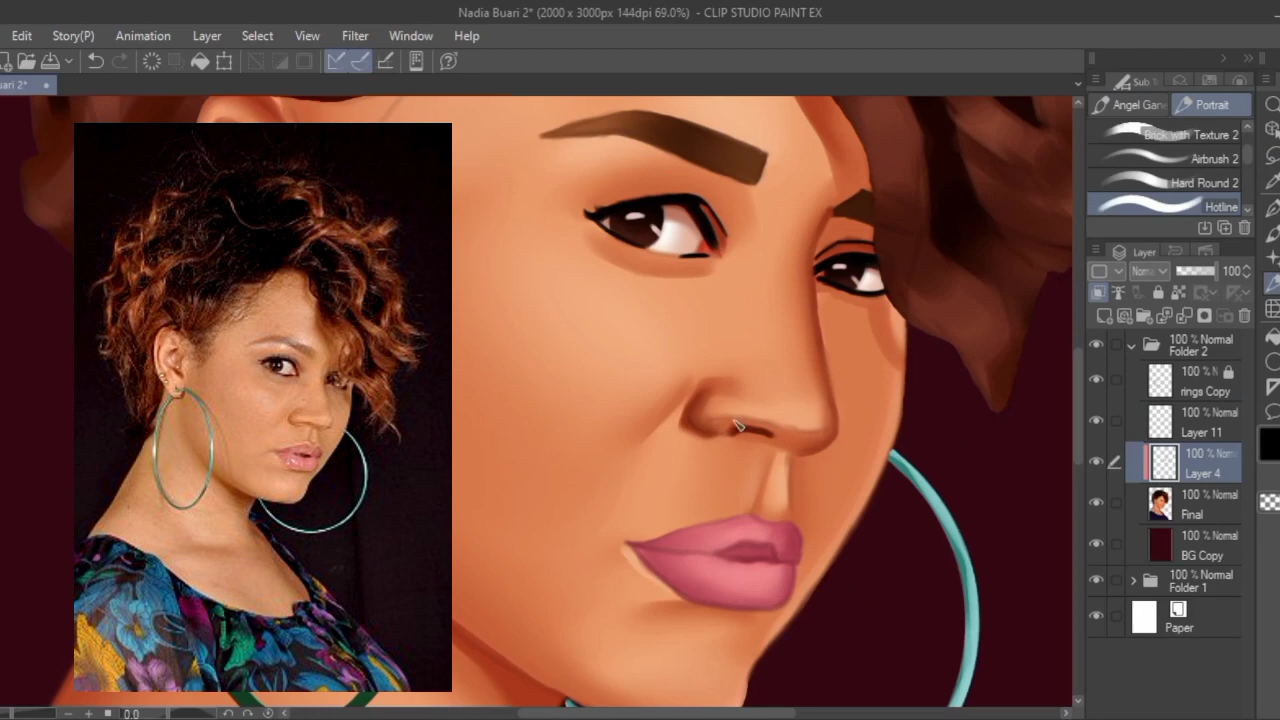 Nadia Buari 2* (2000 x 3000px 144dpi 69.0%) - CLIP STUDIO PAINT EX
Edit Story(P) Animation Layer Select View Filter Window Help
uari 2*
Sub T
Angel Gane Portrait
Brick with Texture 2
Airbrush 2
Hard Round 2
Hotline
Layer
Norma 100
100 % Normal
Folder 2
100 % N
rings Copy
100 % Normal
Layer 11
100 % Norm
Layer 4
100 % Normal
Final
100 % Normal
BG Copy
100 % Normal
Folder 1
Paper
0.0